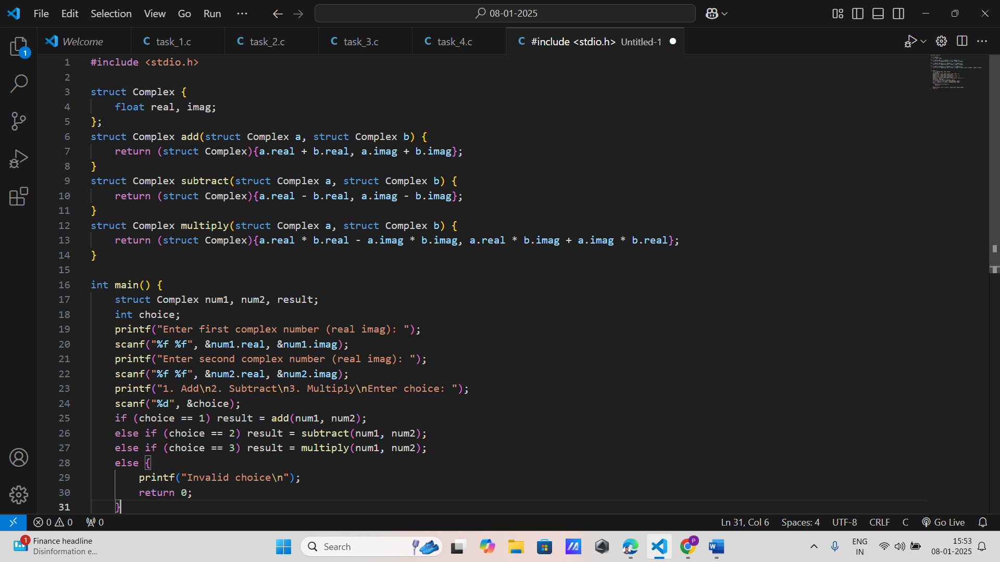 File Edit Selection View Go Run ··· 08-01-2025
Welcome C task_1.c C task_2.c C task_3.c C task_4.c C #include <stdio.h> Untitled-1
1 #include <stdio.h>
2
3 struct Complex {
4     float real, imag;
5 };
6 struct Complex add(struct Complex a, struct Complex b) {
7     return (struct Complex){a.real + b.real, a.imag + b.imag};
8 }
9 struct Complex subtract(struct Complex a, struct Complex b) {
10     return (struct Complex){a.real - b.real, a.imag - b.imag};
11 }
12 struct Complex multiply(struct Complex a, struct Complex b) {
13     return (struct Complex){a.real * b.real - a.imag * b.imag, a.real * b.imag + a.imag * b.real};
14 }
15
16 int main() {
17     struct Complex num1, num2, result;
18     int choice;
19     printf("Enter first complex number (real imag): ");
20     scanf("%f %f", &num1.real, &num1.imag);
21     printf("Enter second complex number (real imag): ");
22     scanf("%f %f", &num2.real, &num2.imag);
23     printf("1. Add\n2. Subtract\n3. Multiply\nEnter choice: ");
24     scanf("%d", &choice);
25     if (choice == 1) result = add(num1, num2);
26     else if (choice == 2) result = subtract(num1, num2);
27     else if (choice == 3) result = multiply(num1, num2);
28     else {
29         printf("Invalid choice\n");
30         return 0;
31     }
1
0 0 0 Ln 31, Col 6 Spaces: 4 UTF-8 CRLF C Go Live
1 Finance headline
Disinformation e...
Search
P
W
ENG
IN
15:53
08-01-2025